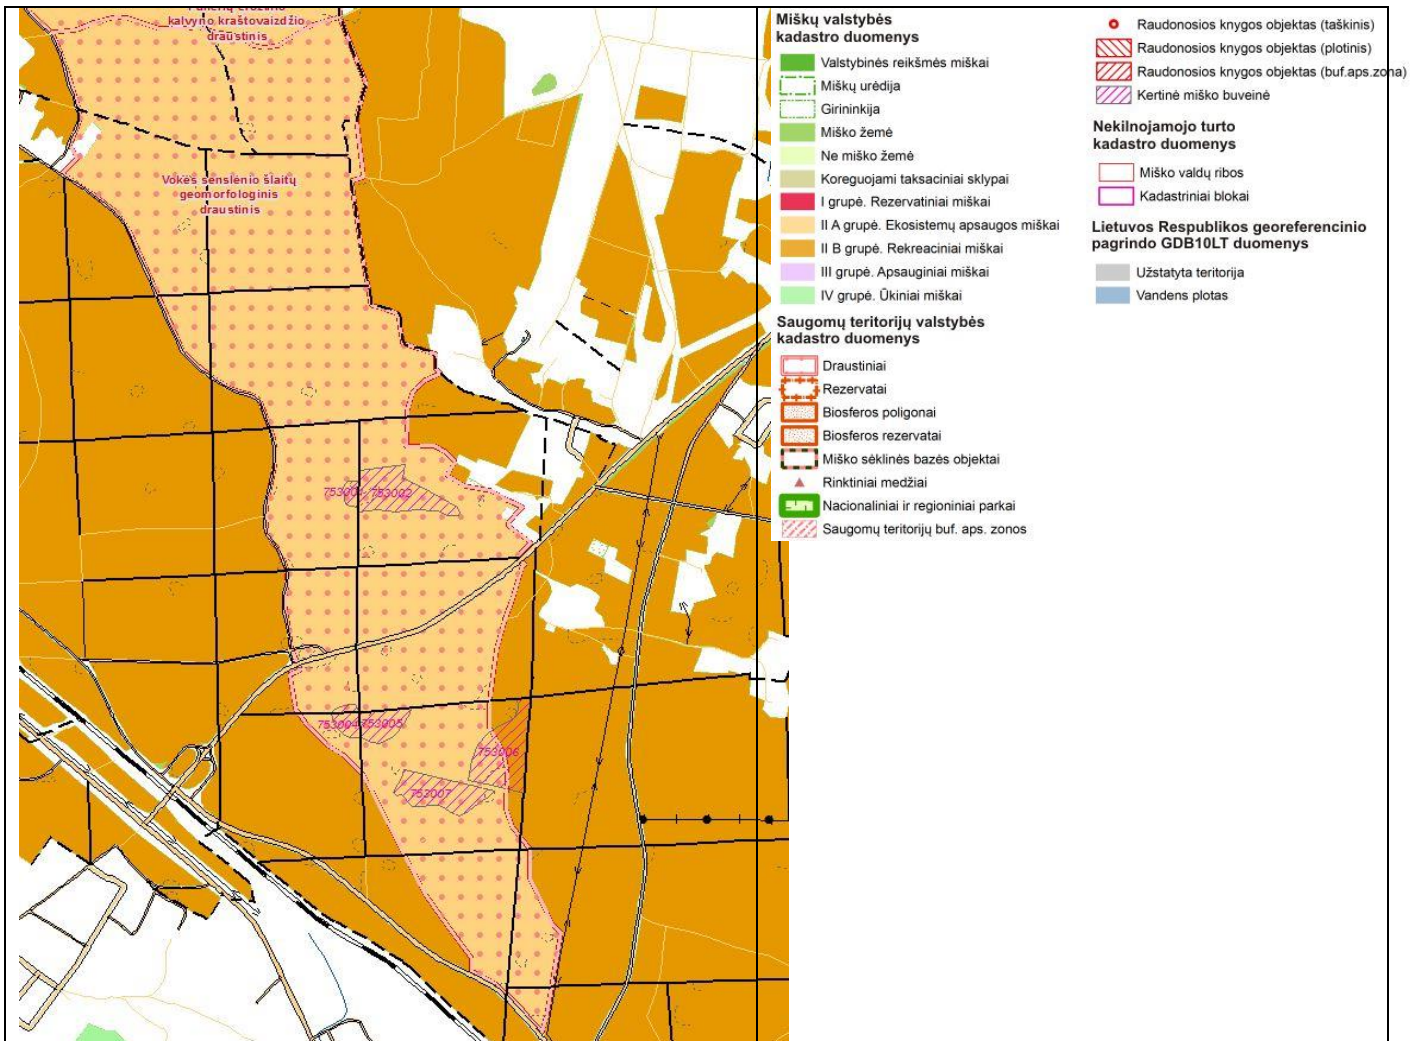 kalvyno kraštovaizdžio
draustinis
Vokės senslėnio šlaitų
geomorfologinis
draustinis
753002
753005
753006
753007
Miškų valstybės
kadastro duomenys
Valstybinės reikšmės miškai
Miškų urėdija
Girininkija
Miško žemė
Ne miško žemė
Koreguojami taksaciniai sklypai
I grupė. Rezervatiniai miškai
II A grupė. Ekosistemų apsaugos miškai
II B grupė. Rekreaciniai miškai
III grupė. Apsauginiai miškai
IV grupė. Ūkiniai miškai
Saugomų teritorijų valstybės
kadastro duomenys
Draustiniai
Rezervatai
Biosferos poligonai
Biosferos rezervatai
Miško sėklinės bazės objektai
Rinktiniai medžiai
Nacionaliniai ir regioniniai parkai
Saugomų teritorijų buf. aps. zonos
Raudonosios knygos objektas (taškinis)
Raudonosios knygos objektas (plotinis)
Raudonosios knygos objektas (buf.aps.zona)
Kertinė miško buveinė
Nekilnojamojo turto
kadastro duomenys
Miško valdų ribos
Kadastriniai blokai
Lietuvos Respublikos georeferencinio
pagrindo GDB10LT duomenys
Užstatyta teritorija
Vandens plotas